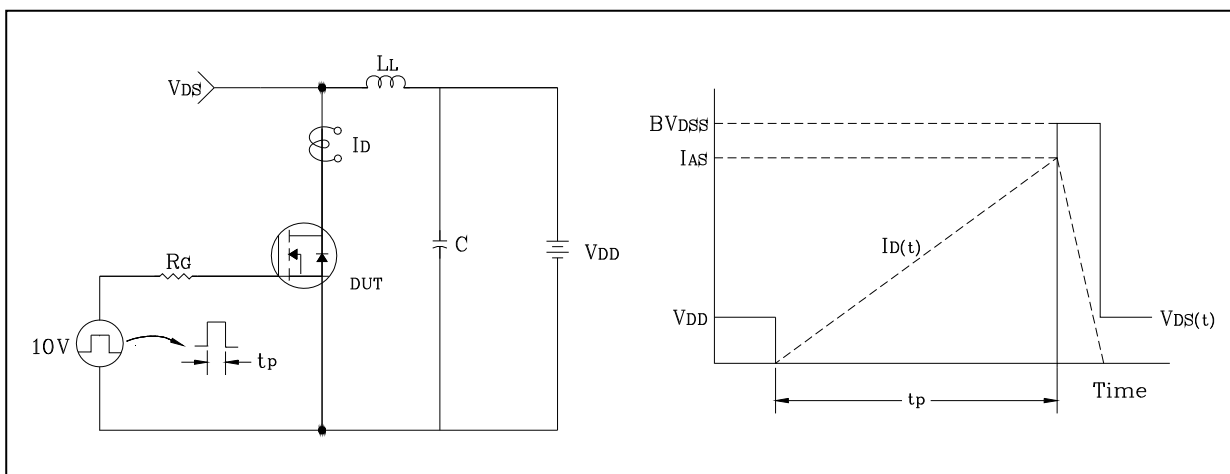 LL
VDS
ID
RG
DUT
C
VDD
10V
tp
BVDSS
IAS
ID(t)
VDD
VDS(t)
Time
tp